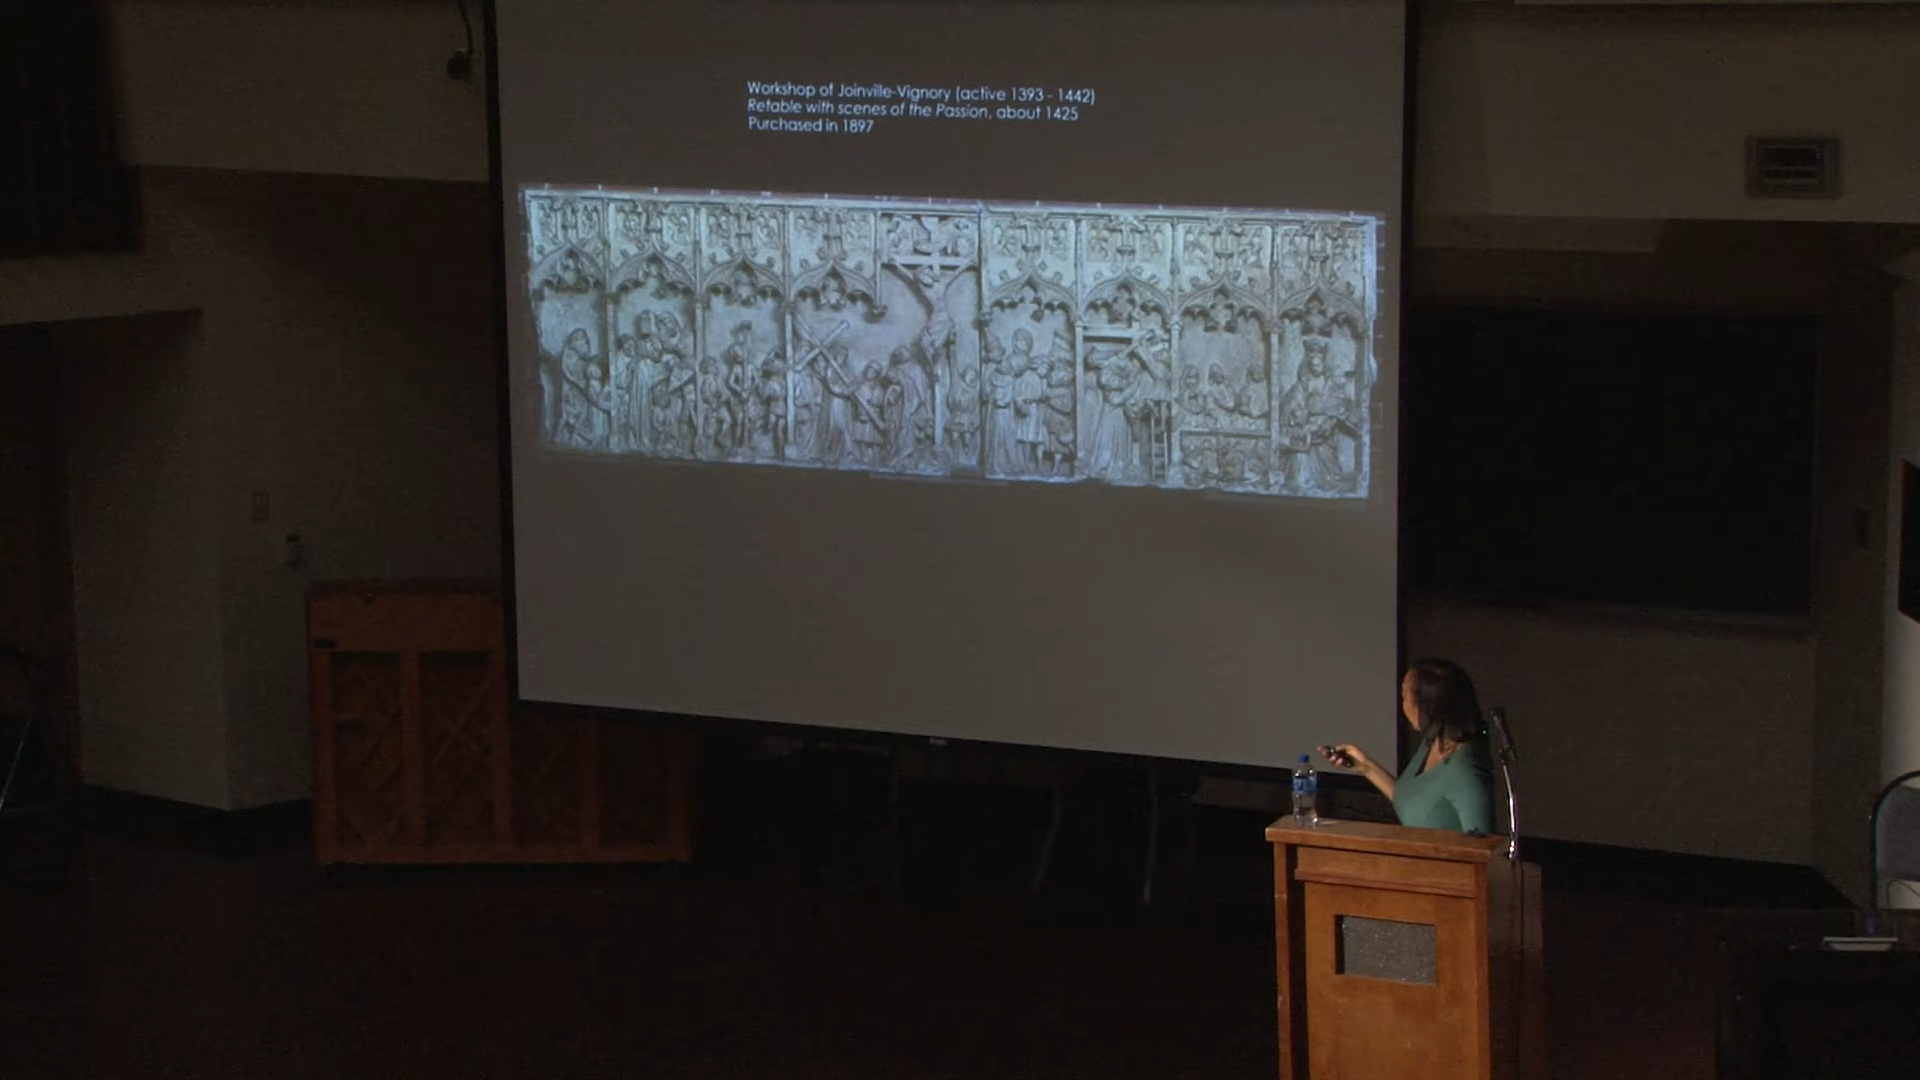 Workshop of Joinville-Vignory (active 1393 - 1442)
Retable with scenes of the Passion, about 1425
Purchased in 1897